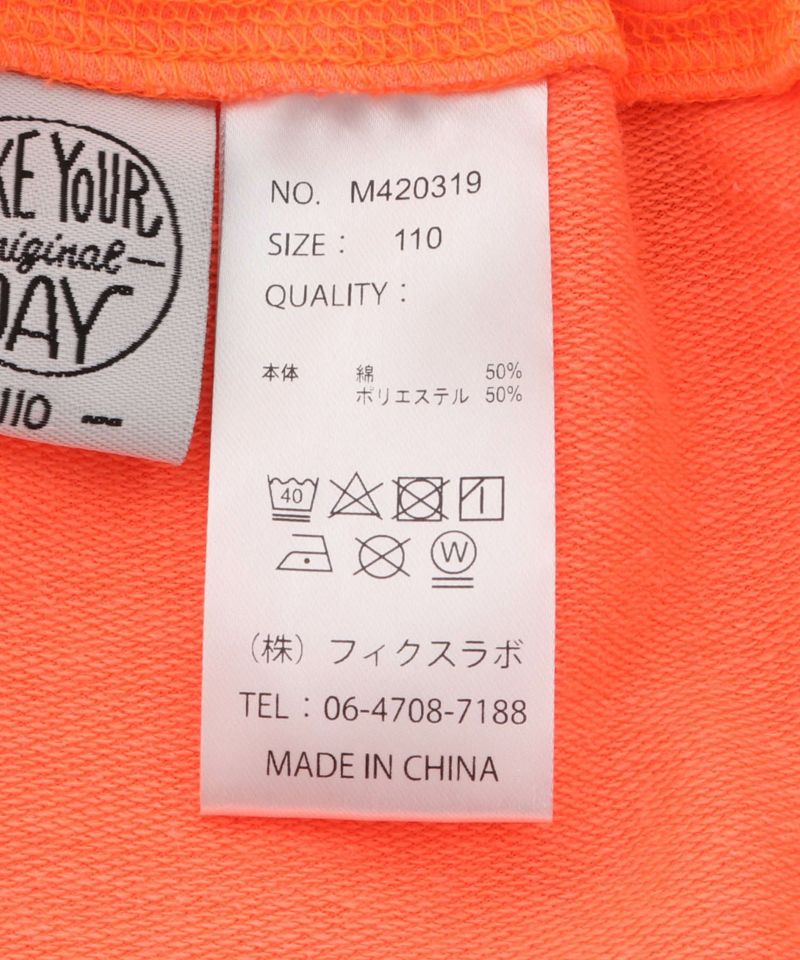 KE YOUR
riginal
DAY
110
NO. M420319
SIZE： 110
QUALITY：
本体 綿 50%
ポリエステル 50%
40
W
（株）フィクスラボ
TEL：06-4708-7188
MADE IN CHINA